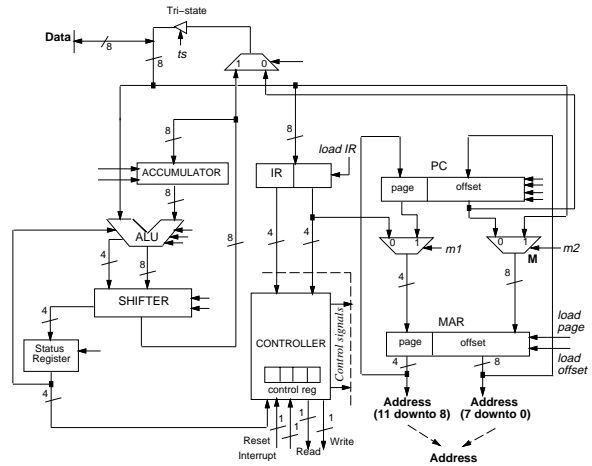 Tri-state
Data
8
ts
8
1 0
8
8
load IR
ACCUMULATOR
IR
PC
page offset
8
8
4
4
0 1
m1
0 1
m2
M
ALU
4
8
4
8
SHIFTER
4
Status
Register
4
CONTROLLER
control reg
Control signals
MAR
page offset
load
page
load
offset
4
8
Address
(11 downto 8)
Address
(7 downto 0)
Reset
Interrupt
1
1
1
1
Read
Write
Address